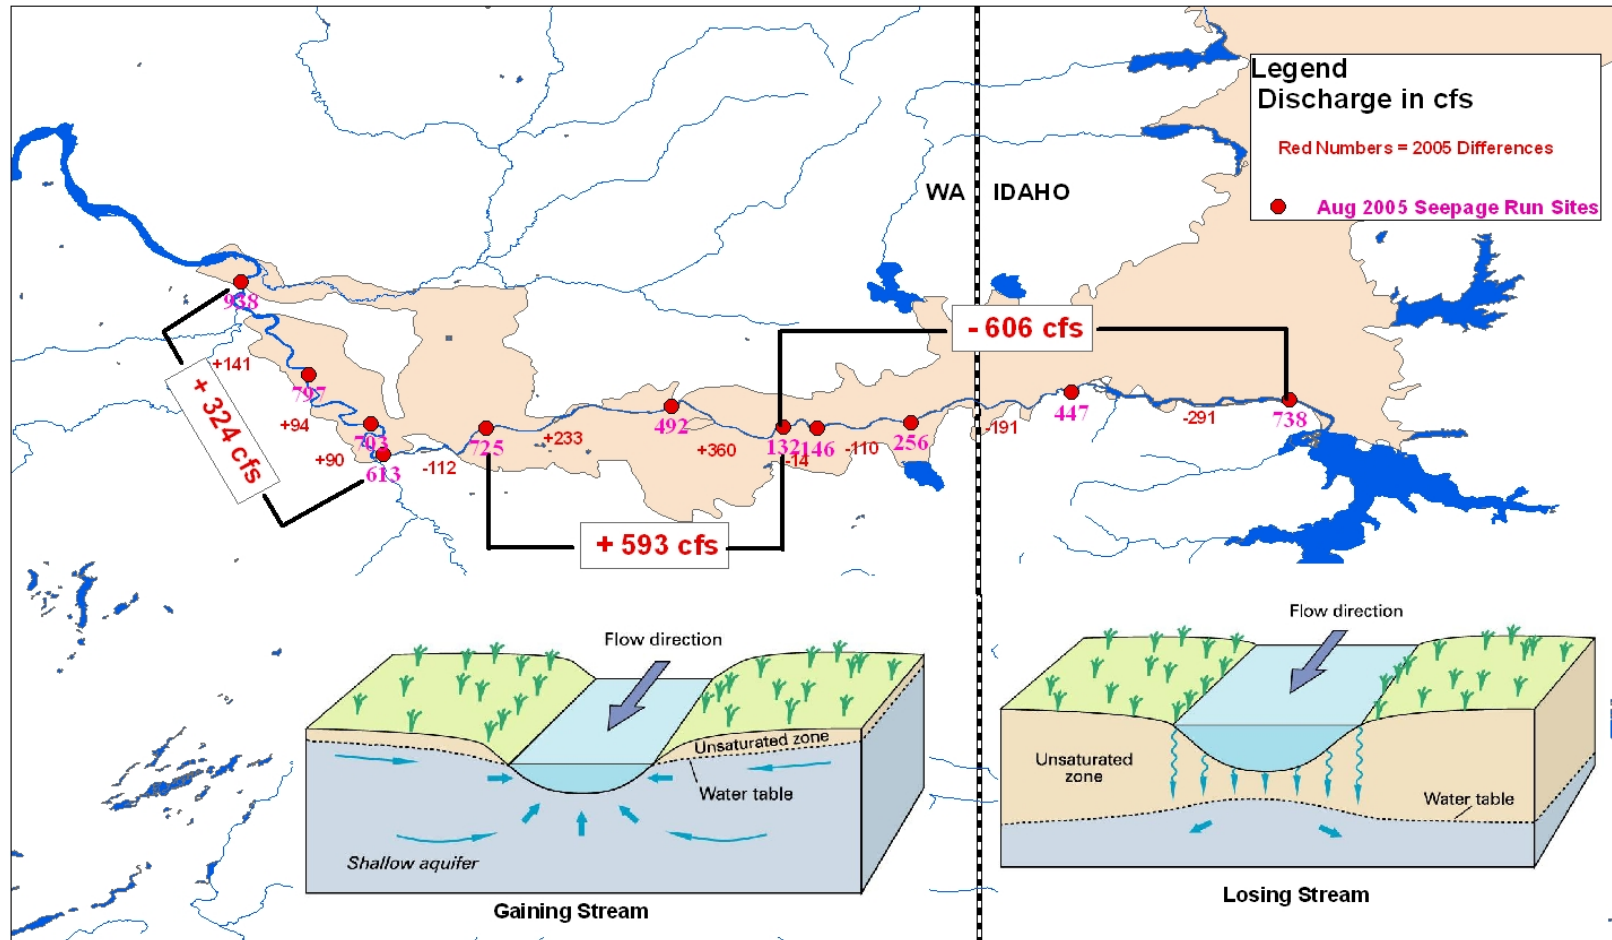 Legend
Discharge in cfs
Red Numbers = 2005 Differences
Aug 2005 Seepage Run Sites
WA
IDAHO
938
- 606 cfs
+141
797
+ 324 cfs
+94
703
+90
613
-112
725
+233
492
+360
132
-14
146
-110
256
-191
447
-291
738
+ 593 cfs
Flow direction
Unsaturated zone
Water table
Shallow aquifer
Gaining Stream
Flow direction
Unsaturated
zone
Water table
Losing Stream